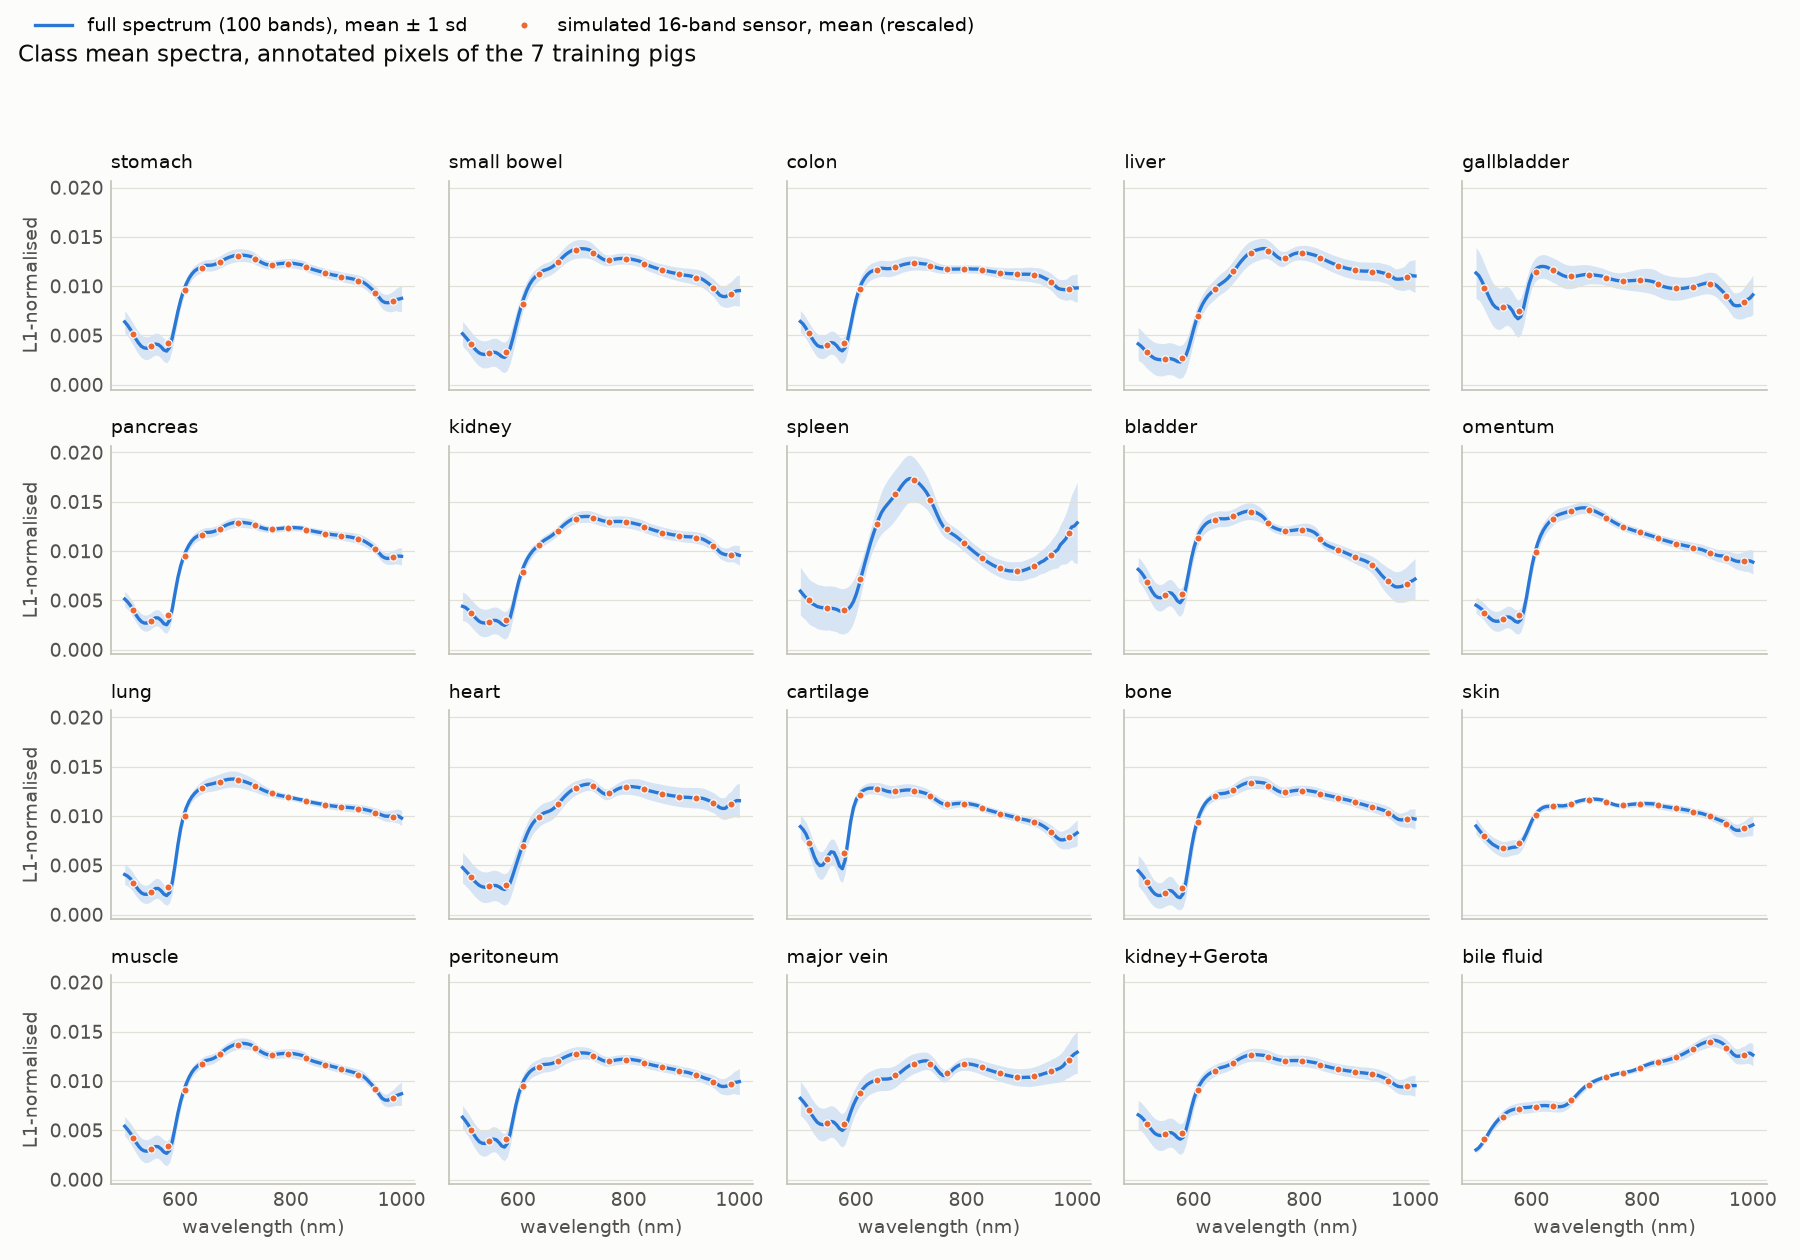 full spectrum (100 bands), mean ± 1 sd simulated 16-band sensor, mean (rescaled)
Class mean spectra, annotated pixels of the 7 training pigs
stomach small bowel colon liver gallbladder
0.020
0.015
0.010
0.005
0.000
L1-normalised
pancreas kidney spleen bladder omentum
0.020
0.015
0.010
0.005
0.000
L1-normalised
lung heart cartilage bone skin
0.020
0.015
0.010
0.005
0.000
L1-normalised
muscle peritoneum major vein kidney+Gerota bile fluid
0.020
0.015
0.010
0.005
0.000
L1-normalised
600 800 1000 600 800 1000 600 800 1000 600 800 1000 600 800 1000
wavelength (nm) wavelength (nm) wavelength (nm) wavelength (nm) wavelength (nm)